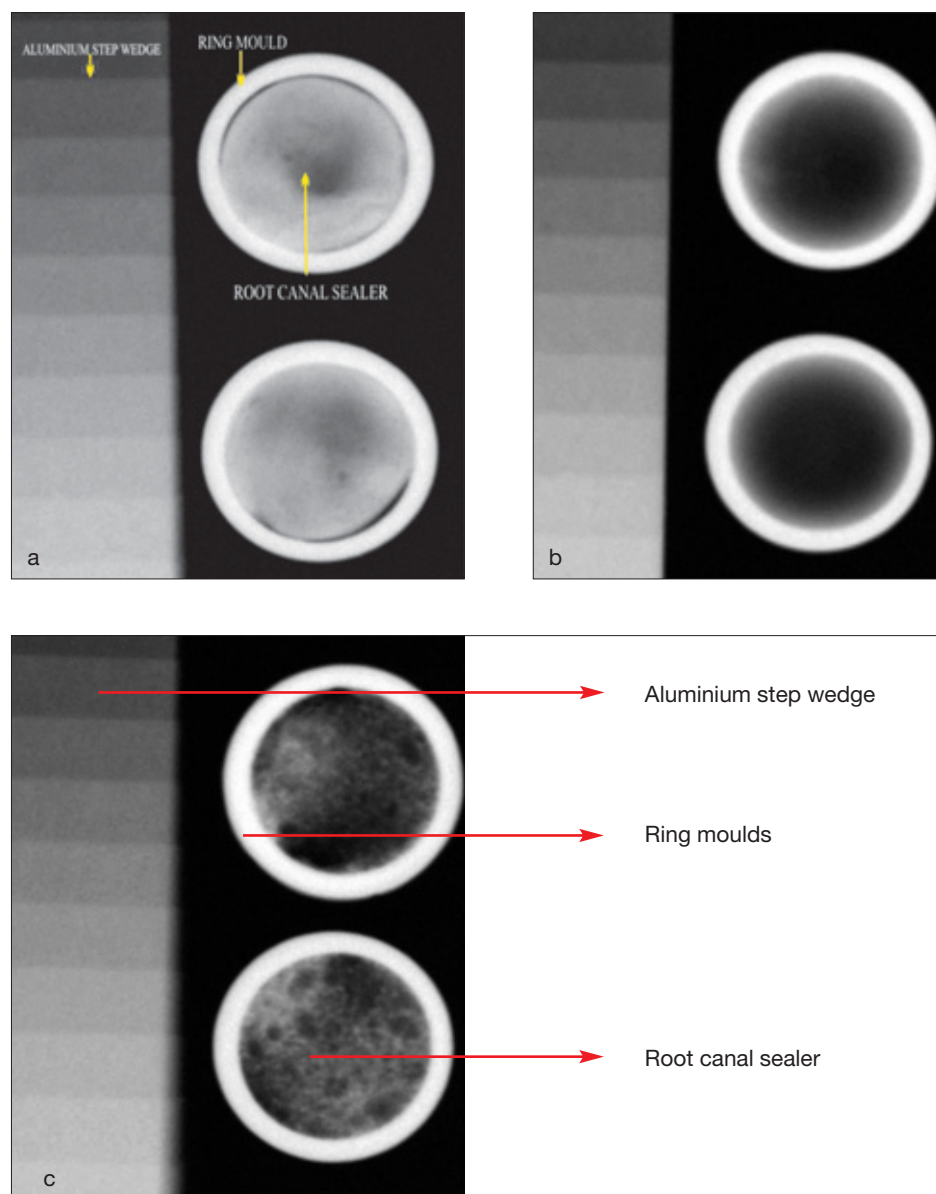 ALUMINIUM STEP WEDGE
RING MOULD
ROOT CANAL SEALER
a
b
Aluminium step wedge
Ring moulds
Root canal sealer
c